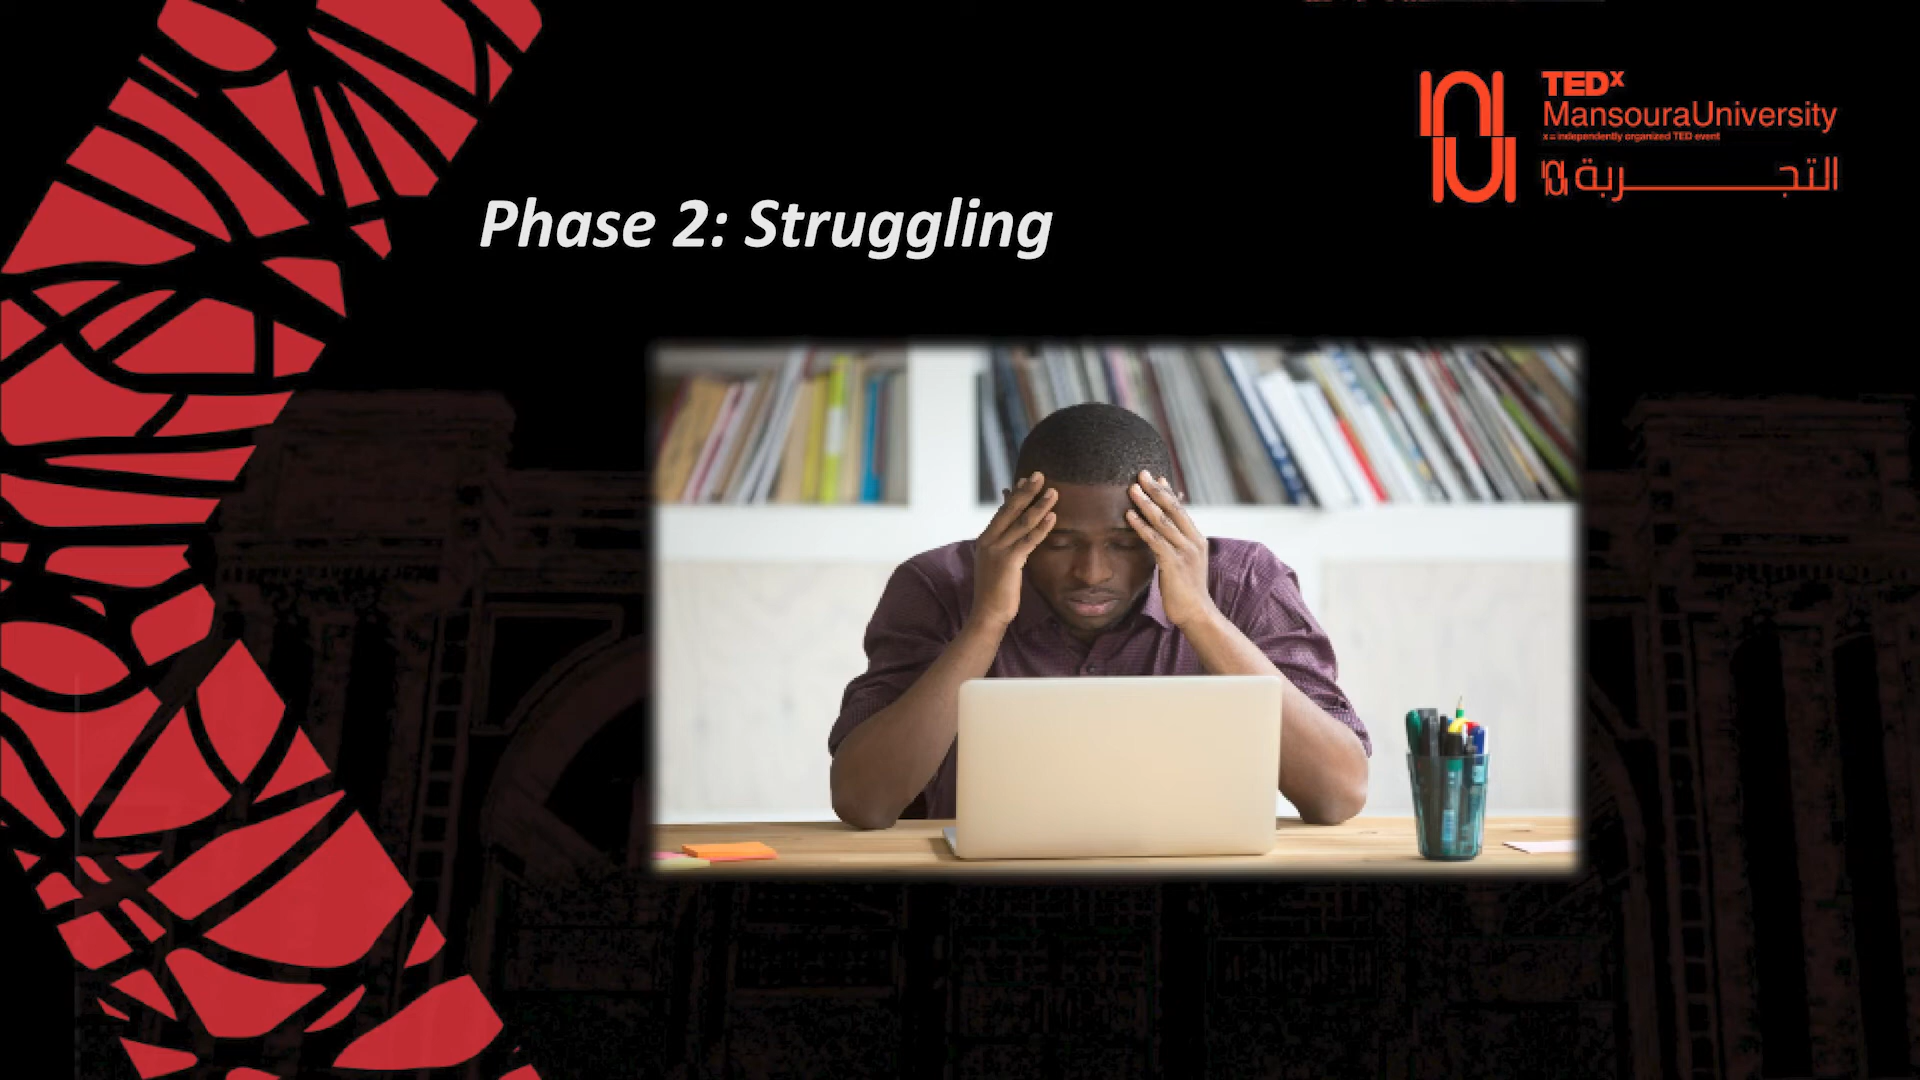 TEDx
MansouraUniversity
x = independently organized TED event
التجـــــربة
Phase 2: Struggling